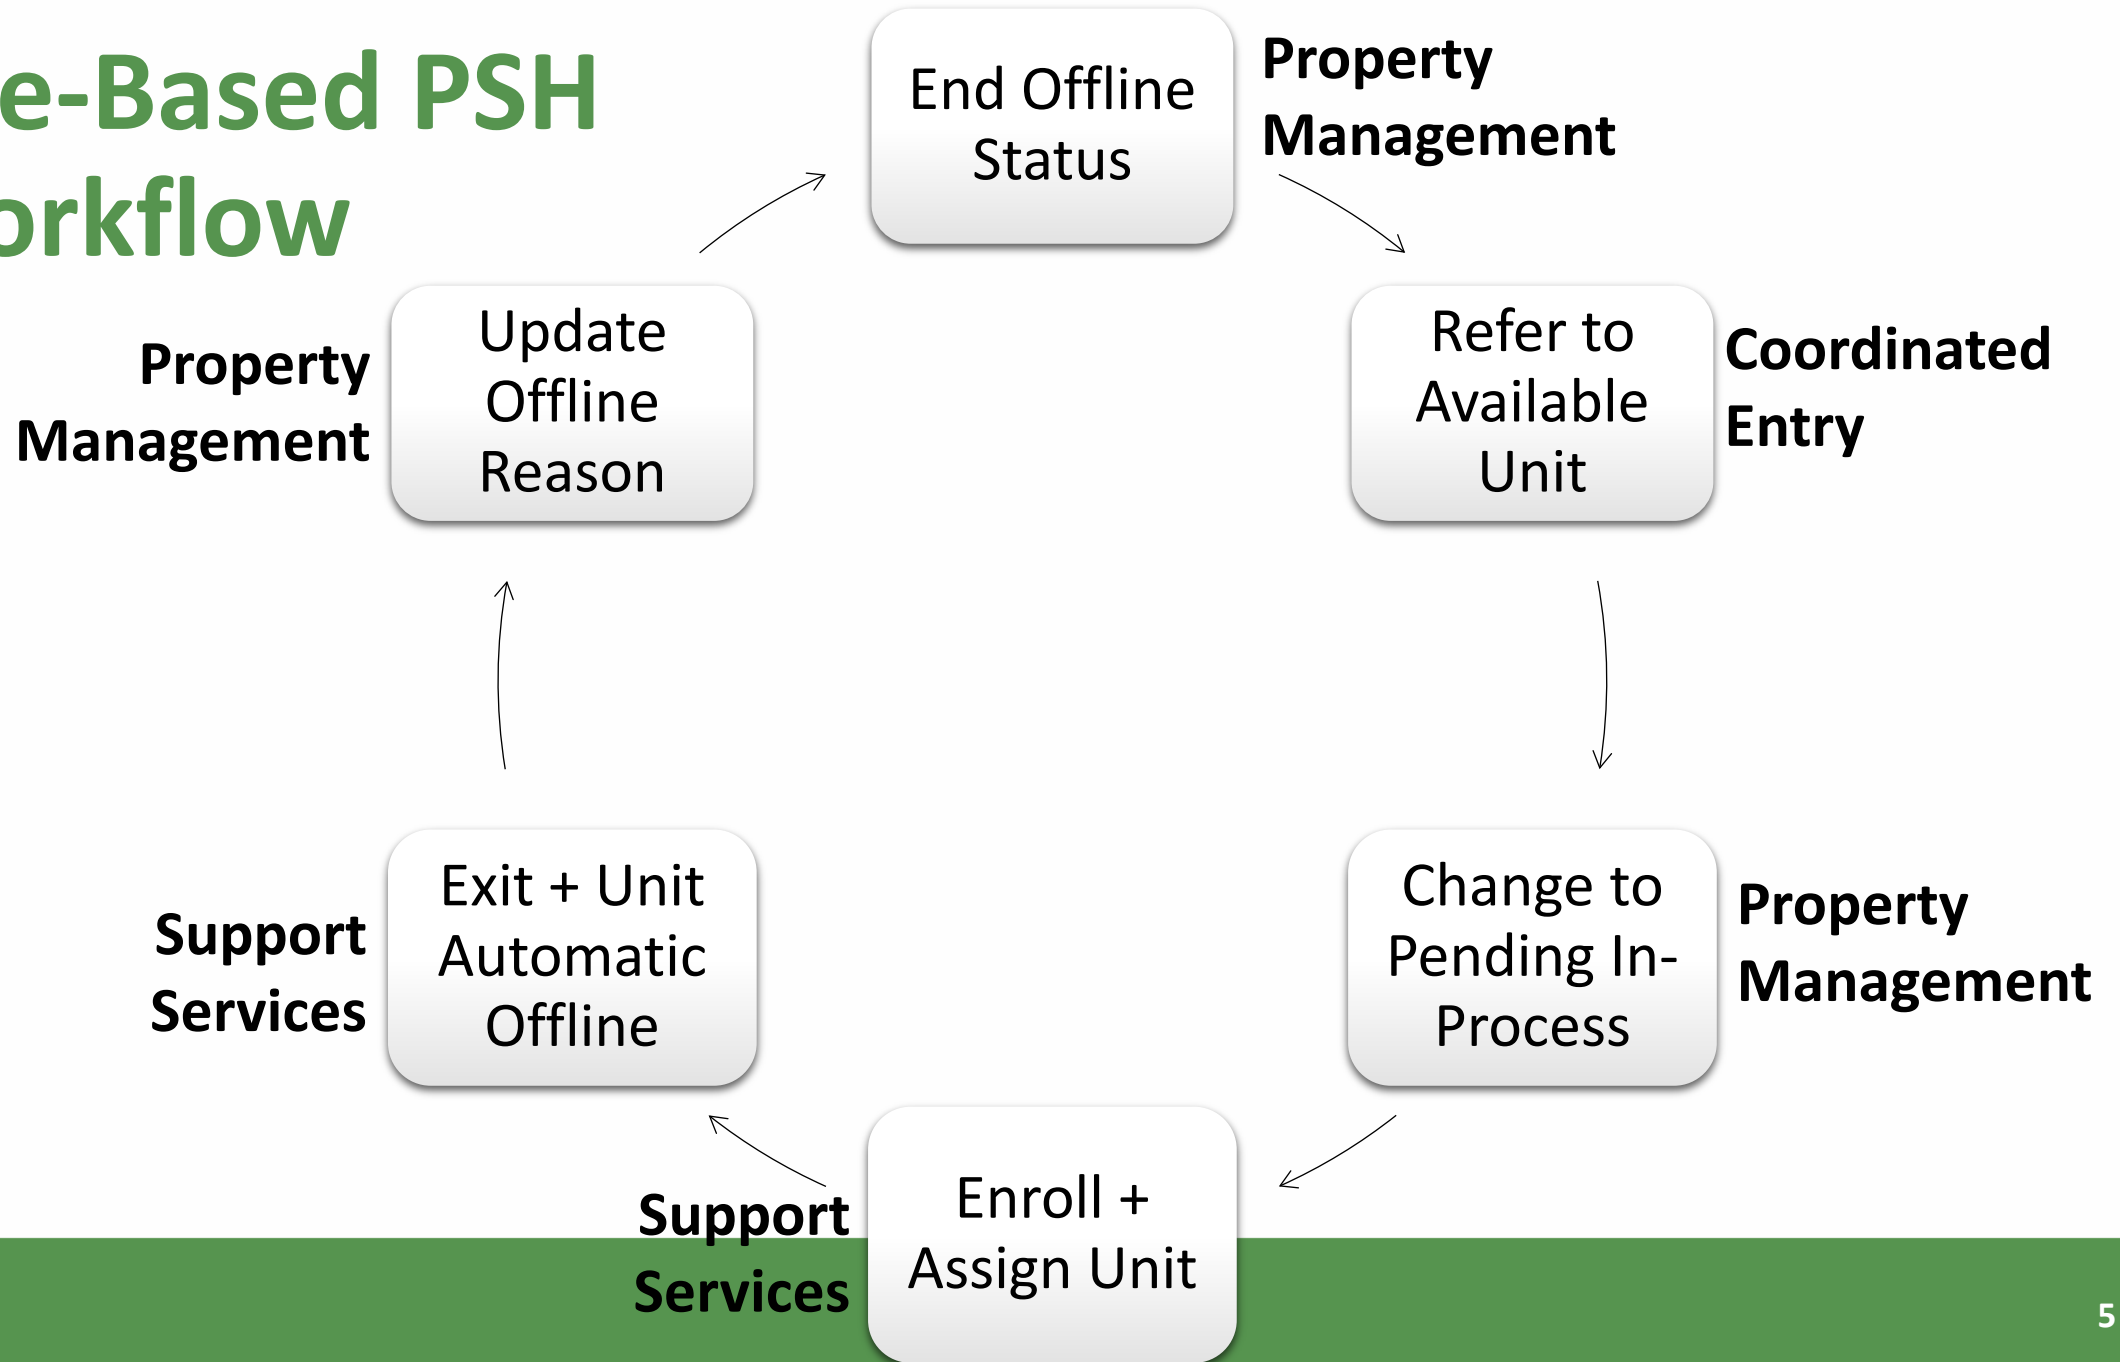 e-Based PSH
orkflow
End Offline
Status
Property
Management
Refer to
Available
Unit
Coordinated
Entry
Change to
Pending In-
Process
Property
Management
Enroll +
Assign Unit
Support
Services
Exit + Unit
Automatic
Offline
Support
Services
Update
Offline
Reason
Property
Management
5